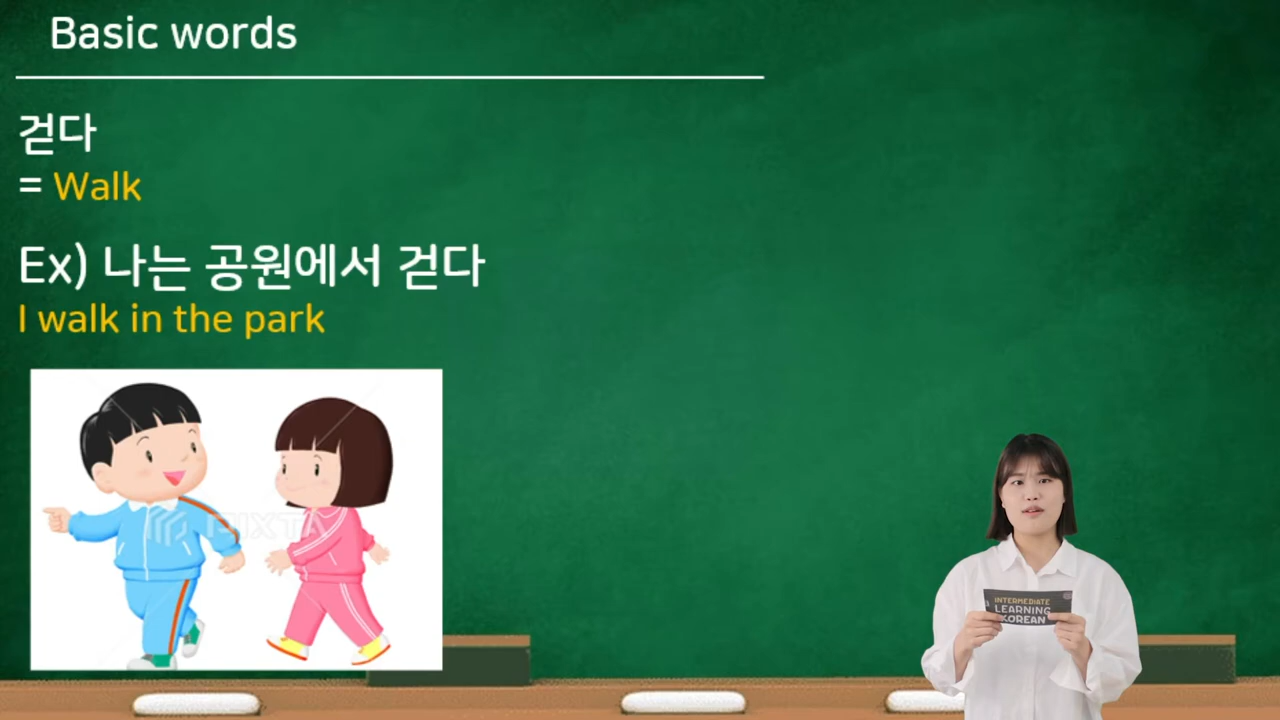 Basic words
걷다
= Walk
Ex) 나는 공원에서 걷다
I walk in the park
PIXTA
INTERMEDIATE
LEARNING
KOREAN